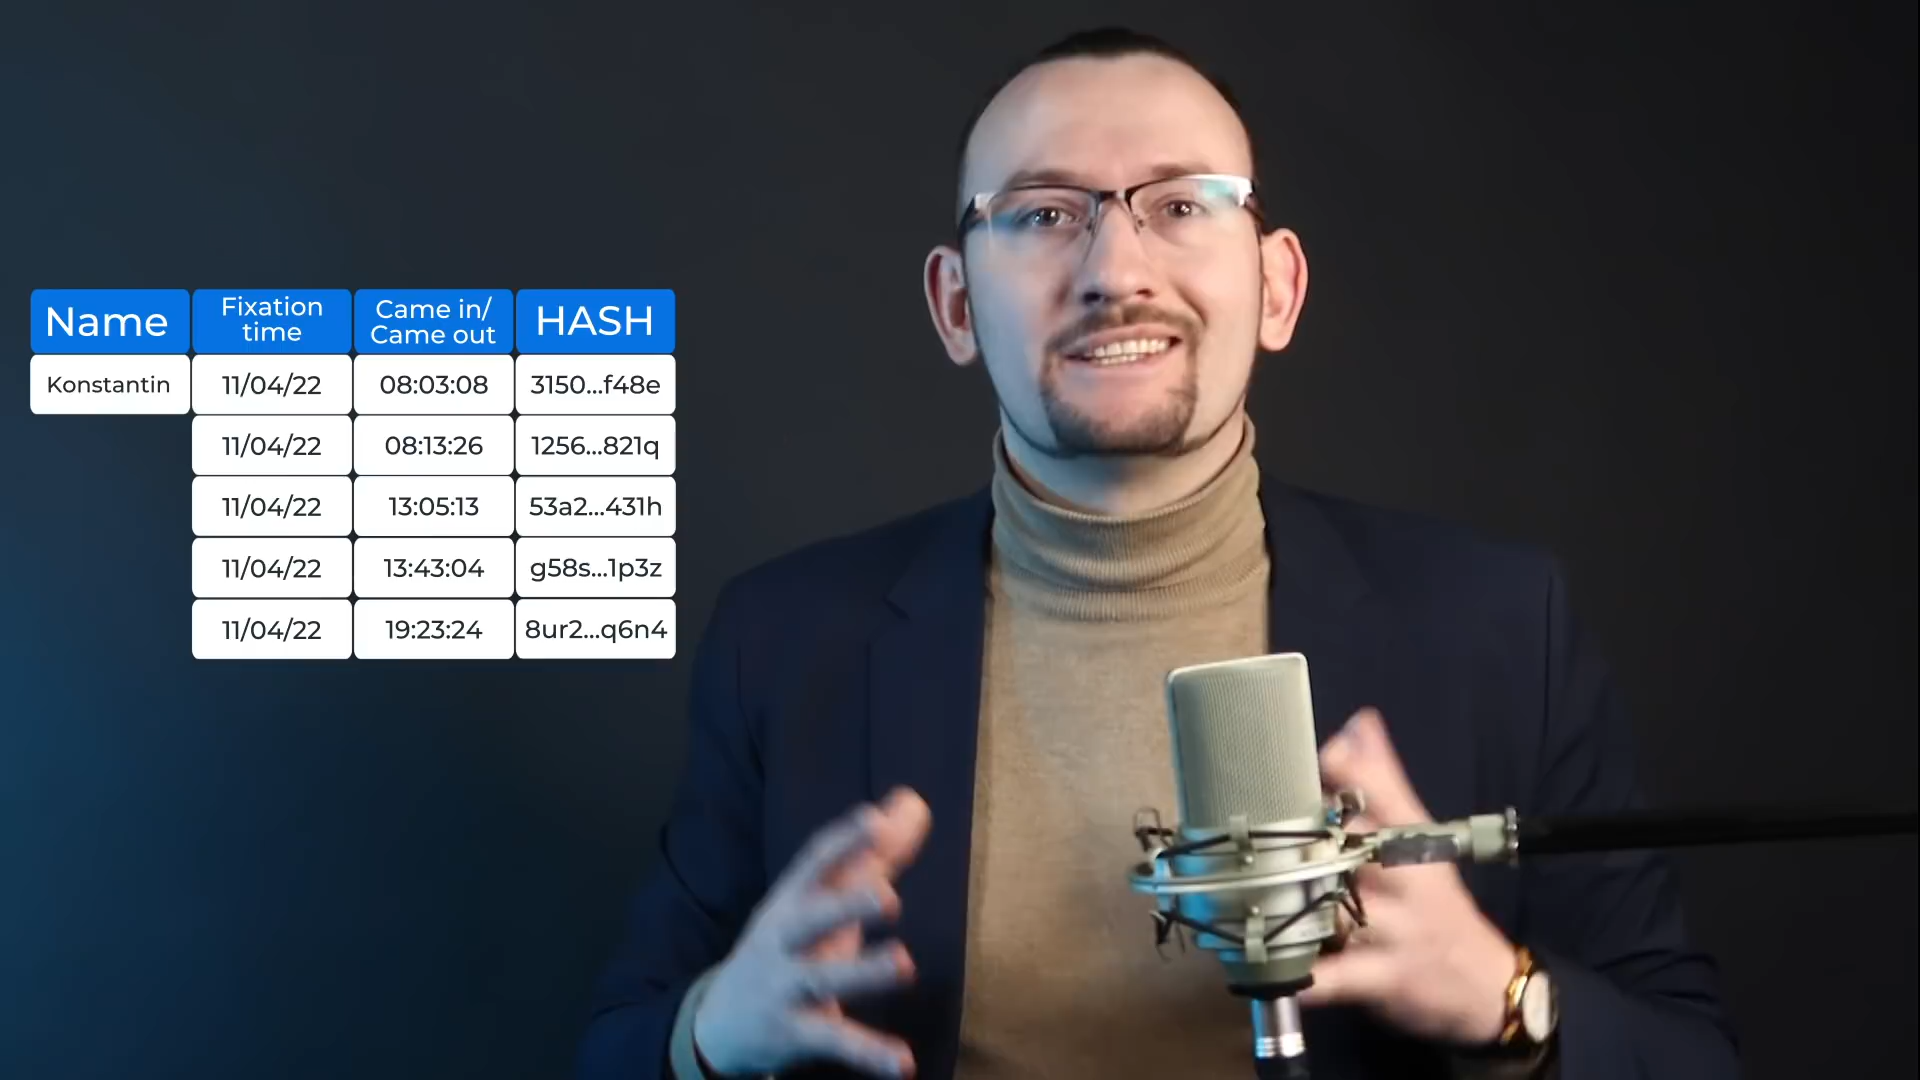 Name Fixation time Came in/ Came out HASH
Konstantin 11/04/22 08:03:08 3150...f48e
11/04/22 08:13:26 1256...821q
11/04/22 13:05:13 53a2...431h
11/04/22 13:43:04 g58s...1p3z
11/04/22 19:23:24 8ur2...q6n4